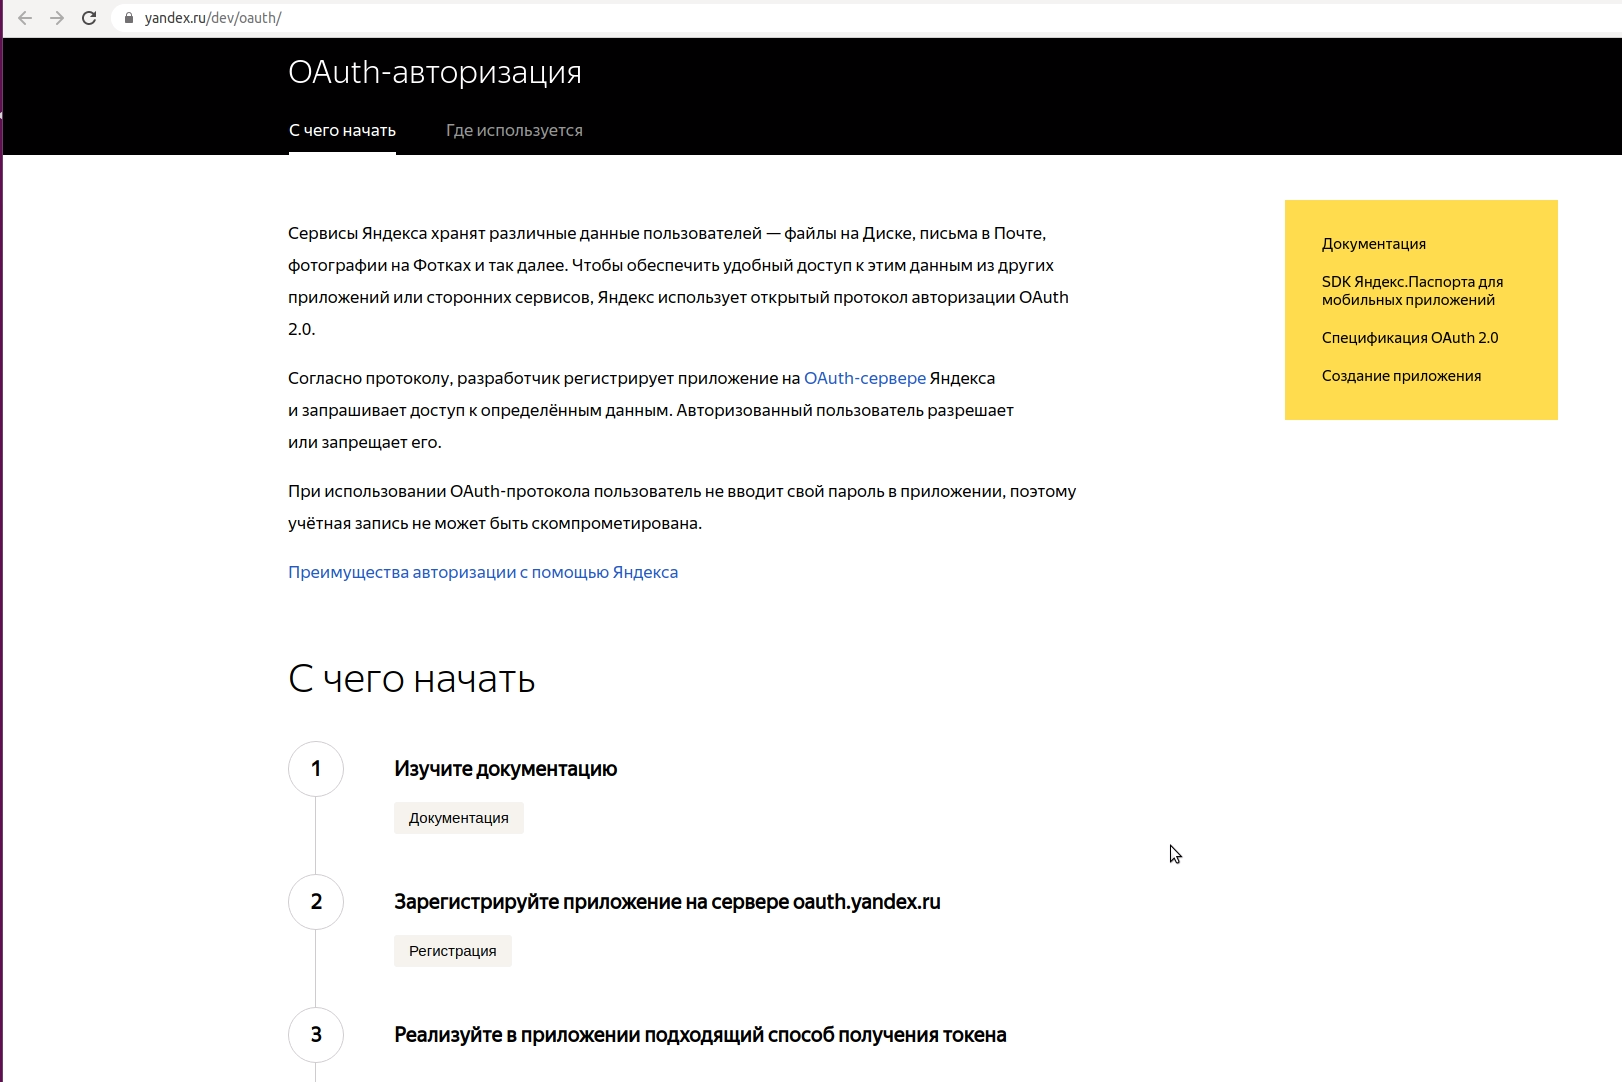 yandex.ru/dev/oauth/
OAuth-авторизация
С чего начать
Где используется
Сервисы Яндекса хранят различные данные пользователей — файлы на Диске, письма в Почте,
фотографии на Фотках и так далее. Чтобы обеспечить удобный доступ к этим данным из других
приложений или сторонних сервисов, Яндекс использует открытый протокол авторизации OAuth
2.0.
Согласно протоколу, разработчик регистрирует приложение на OAuth-сервере Яндекса
и запрашивает доступ к определённым данным. Авторизованный пользователь разрешает
или запрещает его.
При использовании OAuth-протокола пользователь не вводит свой пароль в приложении, поэтому
учётная запись не может быть скомпрометирована.
Преимущества авторизации с помощью Яндекса
Документация
SDK Яндекс.Паспорта для
мобильных приложений
Спецификация OAuth 2.0
Создание приложения
С чего начать
1
Изучите документацию
Документация
2
Зарегистрируйте приложение на сервере oauth.yandex.ru
Регистрация
3
Реализуйте в приложении подходящий способ получения токена